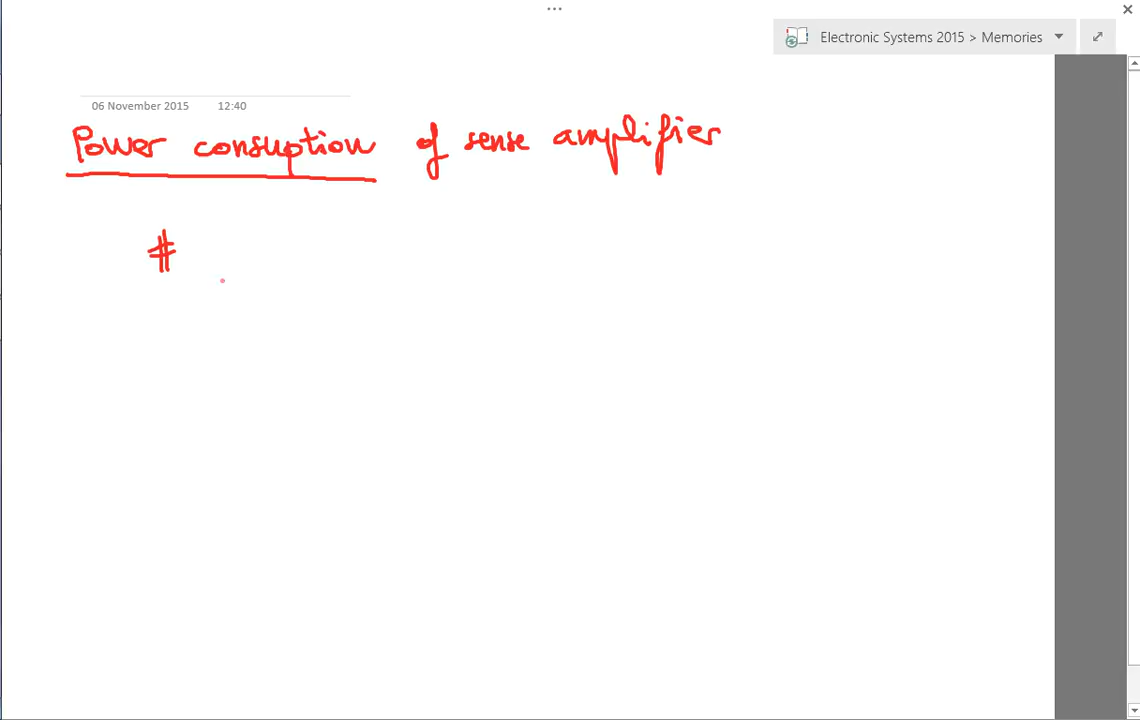 ...
Electronic Systems 2015 > Memories
06 November 2015 12:40
Power consuption of sense amplifier
#